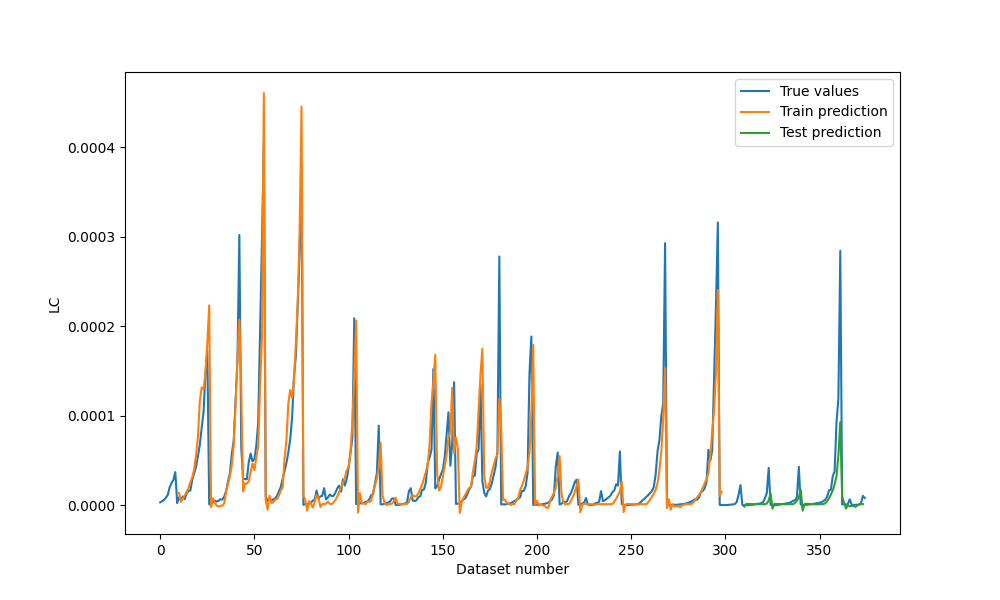 True values
Train prediction
Test prediction
0.0004
0.0003
0.0002
0.0001
0.0000
LC
0
50
100
150
200
250
300
350
Dataset number